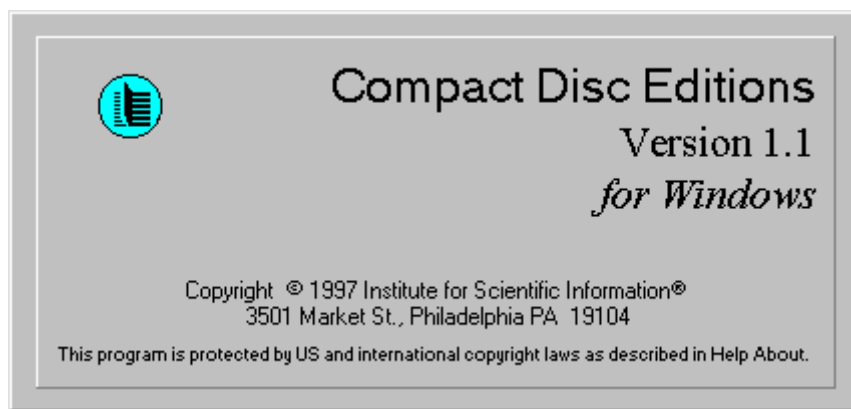 Compact Disc Editions
Version 1.1
for Windows
Copyright © 1997 Institute for Scientific Information®
3501 Market St., Philadelphia PA 19104
This program is protected by US and international copyright laws as described in Help About.